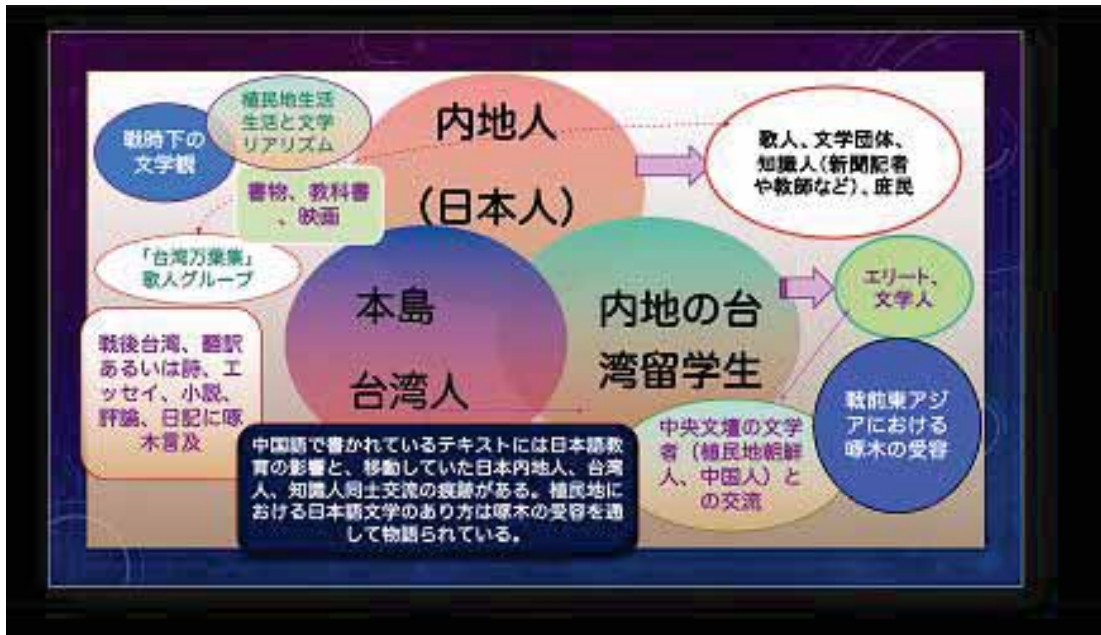 戦時下の
文学観
植民地生活
生活と文学
リアリズム
書物、教科書
、映画
内地人
(日本人)
歌人、文学団体、
知識人(新聞記者
や教師など)、庶民
「台湾万葉集」
歌人グループ
本島
台湾人
内地の台
湾留学生
エリート、
文学人
戦後台湾、翻訳
あるいは詩、エ
ッセイ、小説、
評論、日記に啄
木言及
中央文壇の文学
者(植民地朝鮮
人、中国人)と
の交流
戦前東アジ
アにおける
啄木の受容
中国語で書かれているテキストには日本語教
育の影響と、移動していた日本内地人、台湾
人、知識人同士交流の痕跡がある。植民地に
おける日本語文学のあり方は啄木の受容を通
して物語られている。